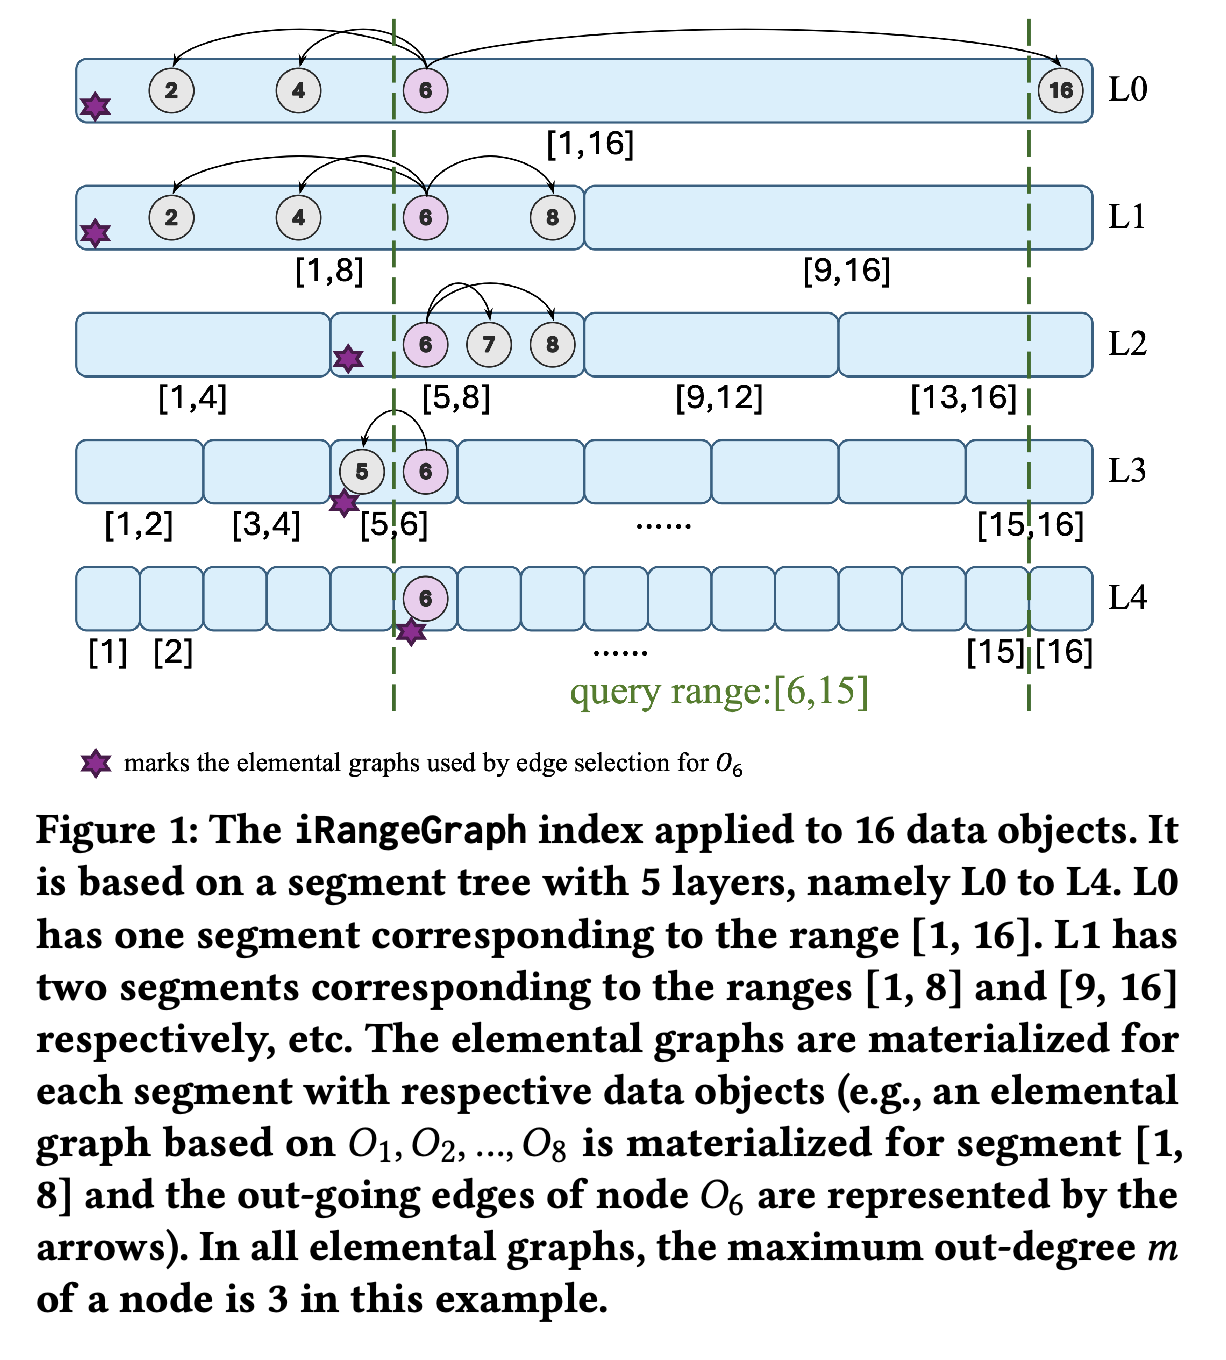 2 4 6 16 L0
[1,16]
2 4 6 8 L1
[1,8] [9,16]
6 7 8 L2
[1,4] [5,8] [9,12] [13,16]
5 6 L3
[1,2] [3,4] [5,6] ...... [15,16]
6 L4
[1] [2] ...... [15] [16]
query range:[6,15]
marks the elemental graphs used by edge selection for O₆
Figure 1: The iRangeGraph index applied to 16 data objects. It
is based on a segment tree with 5 layers, namely L0 to L4. L0
has one segment corresponding to the range [1, 16]. L1 has
two segments corresponding to the ranges [1, 8] and [9, 16]
respectively, etc. The elemental graphs are materialized for
each segment with respective data objects (e.g., an elemental
graph based on O₁, O₂, ..., O₈ is materialized for segment [1,
8] and the out-going edges of node O₆ are represented by the
arrows). In all elemental graphs, the maximum out-degree m
of a node is 3 in this example.